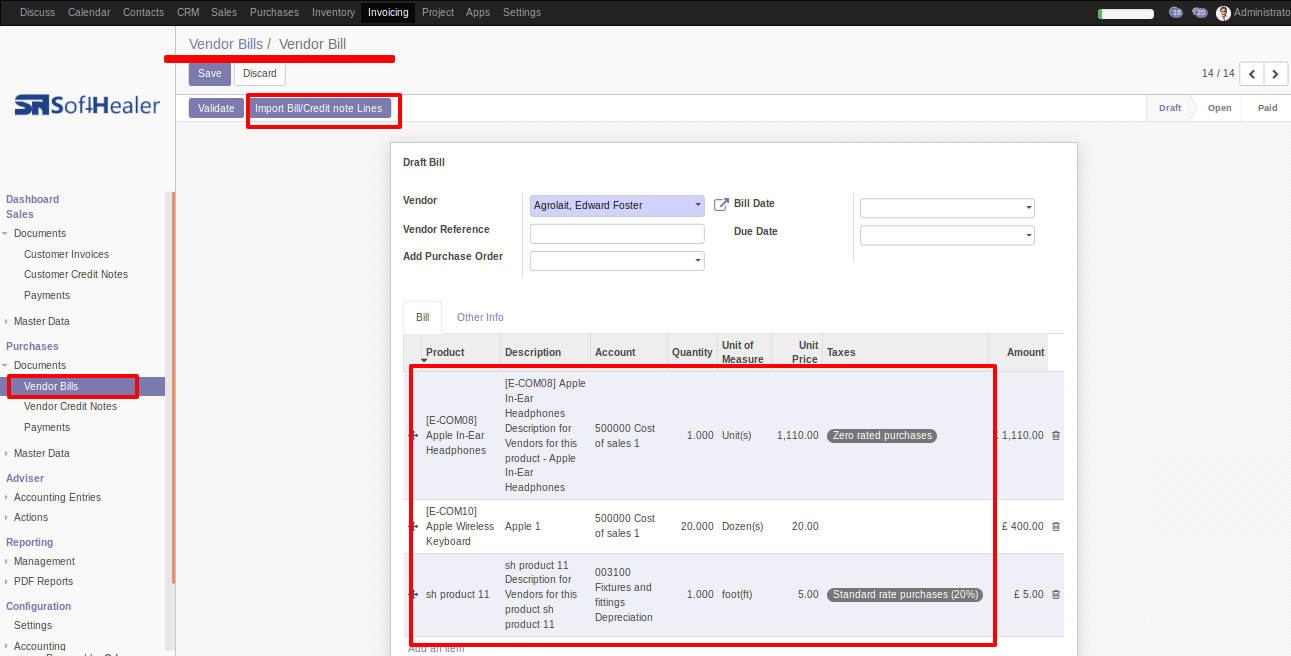 Discuss Calendar Contacts CRM Sales Purchases Inventory Invoicing Project Apps Settings 16 20 Administrato
Vendor Bills / Vendor Bill
Save Discard 14 / 14
Validate Import Bill/Credit note Lines Draft Open Paid
SoftHealer
Dashboard
Sales
Documents
Customer Invoices
Customer Credit Notes
Payments
Master Data
Purchases
Documents
Vendor Bills
Vendor Credit Notes
Payments
Master Data
Adviser
Accounting Entries
Actions
Reporting
Management
PDF Reports
Configuration
Settings
Accounting
Draft Bill
Vendor Agrolait, Edward Foster Bill Date
Vendor Reference Due Date
Add Purchase Order
Bill Other Info
Product Description Account Quantity Unit of Measure Unit Price Taxes Amount
[E-COM08]
Apple In-Ear
Headphones
[E-COM08] Apple
In-Ear
Headphones
Description for
Vendors for this
product - Apple
In-Ear
Headphones
500000 Cost
of sales 1
1.000 Unit(s) 1,110.00 Zero rated purchases £ 1,110.00
[E-COM10]
Apple Wireless
Keyboard
Apple 1
500000 Cost
of sales 1
20.000 Dozen(s) 20.00 £ 400.00
sh product 11
sh product 11
Description for
Vendors for this
product sh
product 11
003100
Fixtures and
fittings
Depreciation
1.000 foot(ft) 5.00 Standard rate purchases (20%) £ 5.00
Add an item